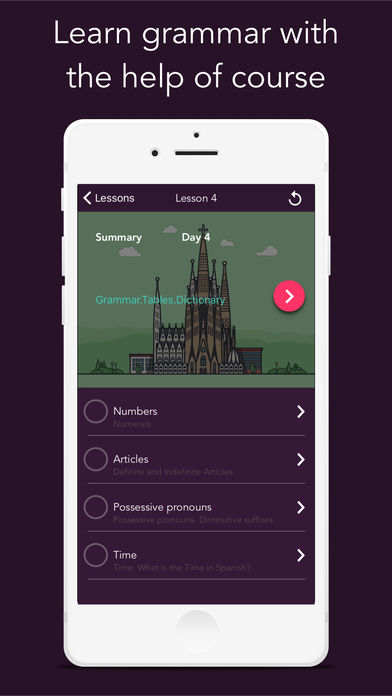 Learn grammar with
the help of course
Lessons
Lesson 4
Summary
Day 4
Grammar.Tables.Dictionary
Numbers
Numerals
Articles
Definite and Indefinite Articles
Possessive pronouns
Possessive pronouns. Diminutive suffixes
Time
Time. What is the Time in Spanish?